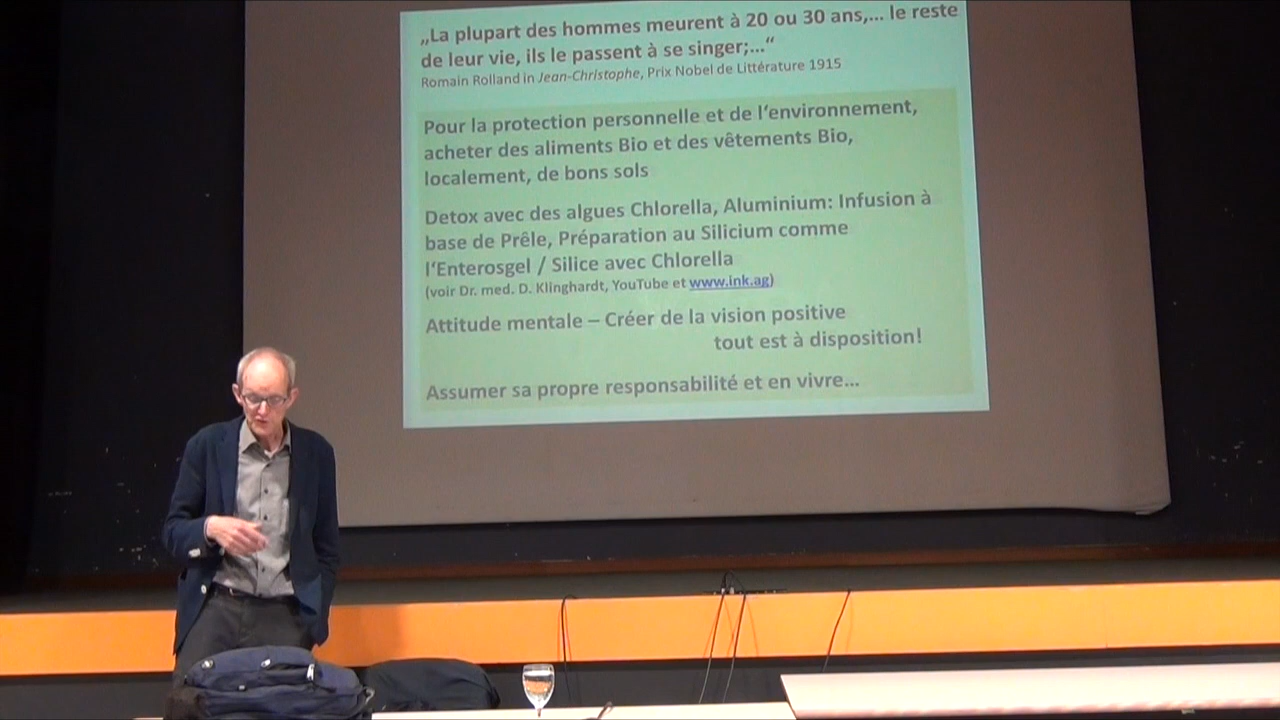 „La plupart des hommes meurent à 20 ou 30 ans,... le reste
de leur vie, ils le passent à se singer;...“
Romain Rolland in Jean-Christophe, Prix Nobel de Littérature 1915
Pour la protection personnelle et de l‘environnement,
acheter des aliments Bio et des vêtements Bio,
localement, de bons sols
Detox avec des algues Chlorella, Aluminium: Infusion à
base de Prêle, Préparation au Silicium comme
l‘Enterosgel / Silice avec Chlorella
(voir Dr. med. D. Klinghardt, YouTube et www.ink.ag)
Attitude mentale – Créer de la vision positive
tout est à disposition!
Assumer sa propre responsabilité et en vivre...